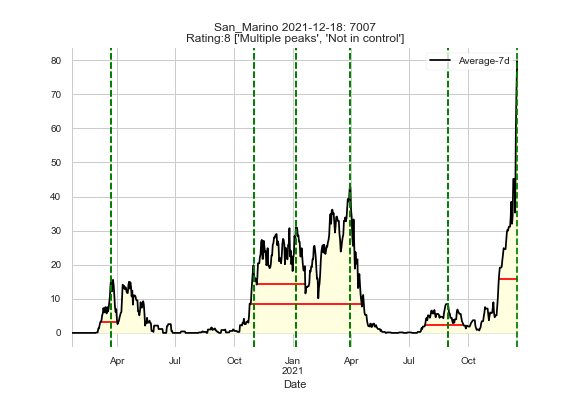 San_Marino 2021-12-18: 7007
Rating:8 ['Multiple peaks', 'Not in control']
Average-7d
80
70
60
50
40
30
20
10
0
Apr Jul Oct Jan Apr Jul Oct
2021
Date